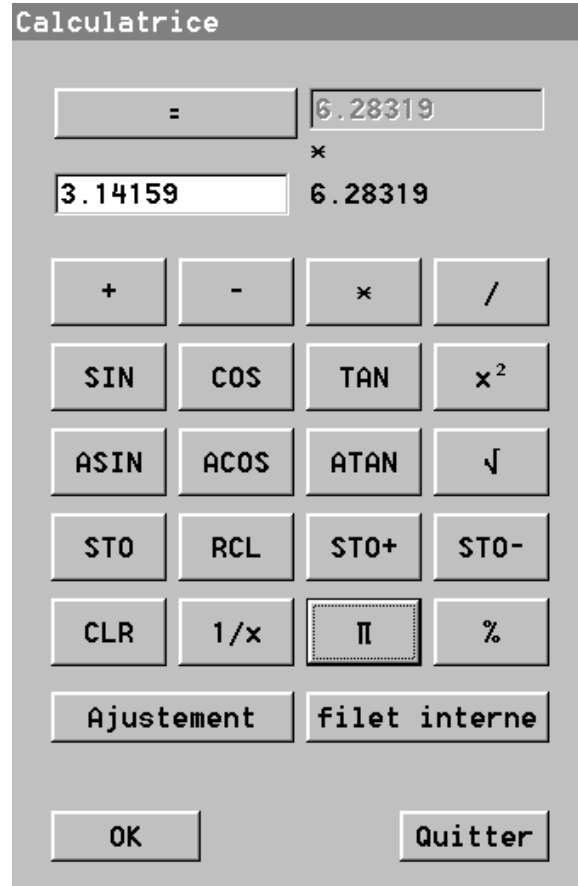 Calculatrice
= 6.28319
*
3.14159 6.28319
+ - * /
SIN COS TAN x²
ASIN ACOS ATAN √
STO RCL STO+ STO-
CLR 1/x Π %
Ajustement filet interne
OK Quitter